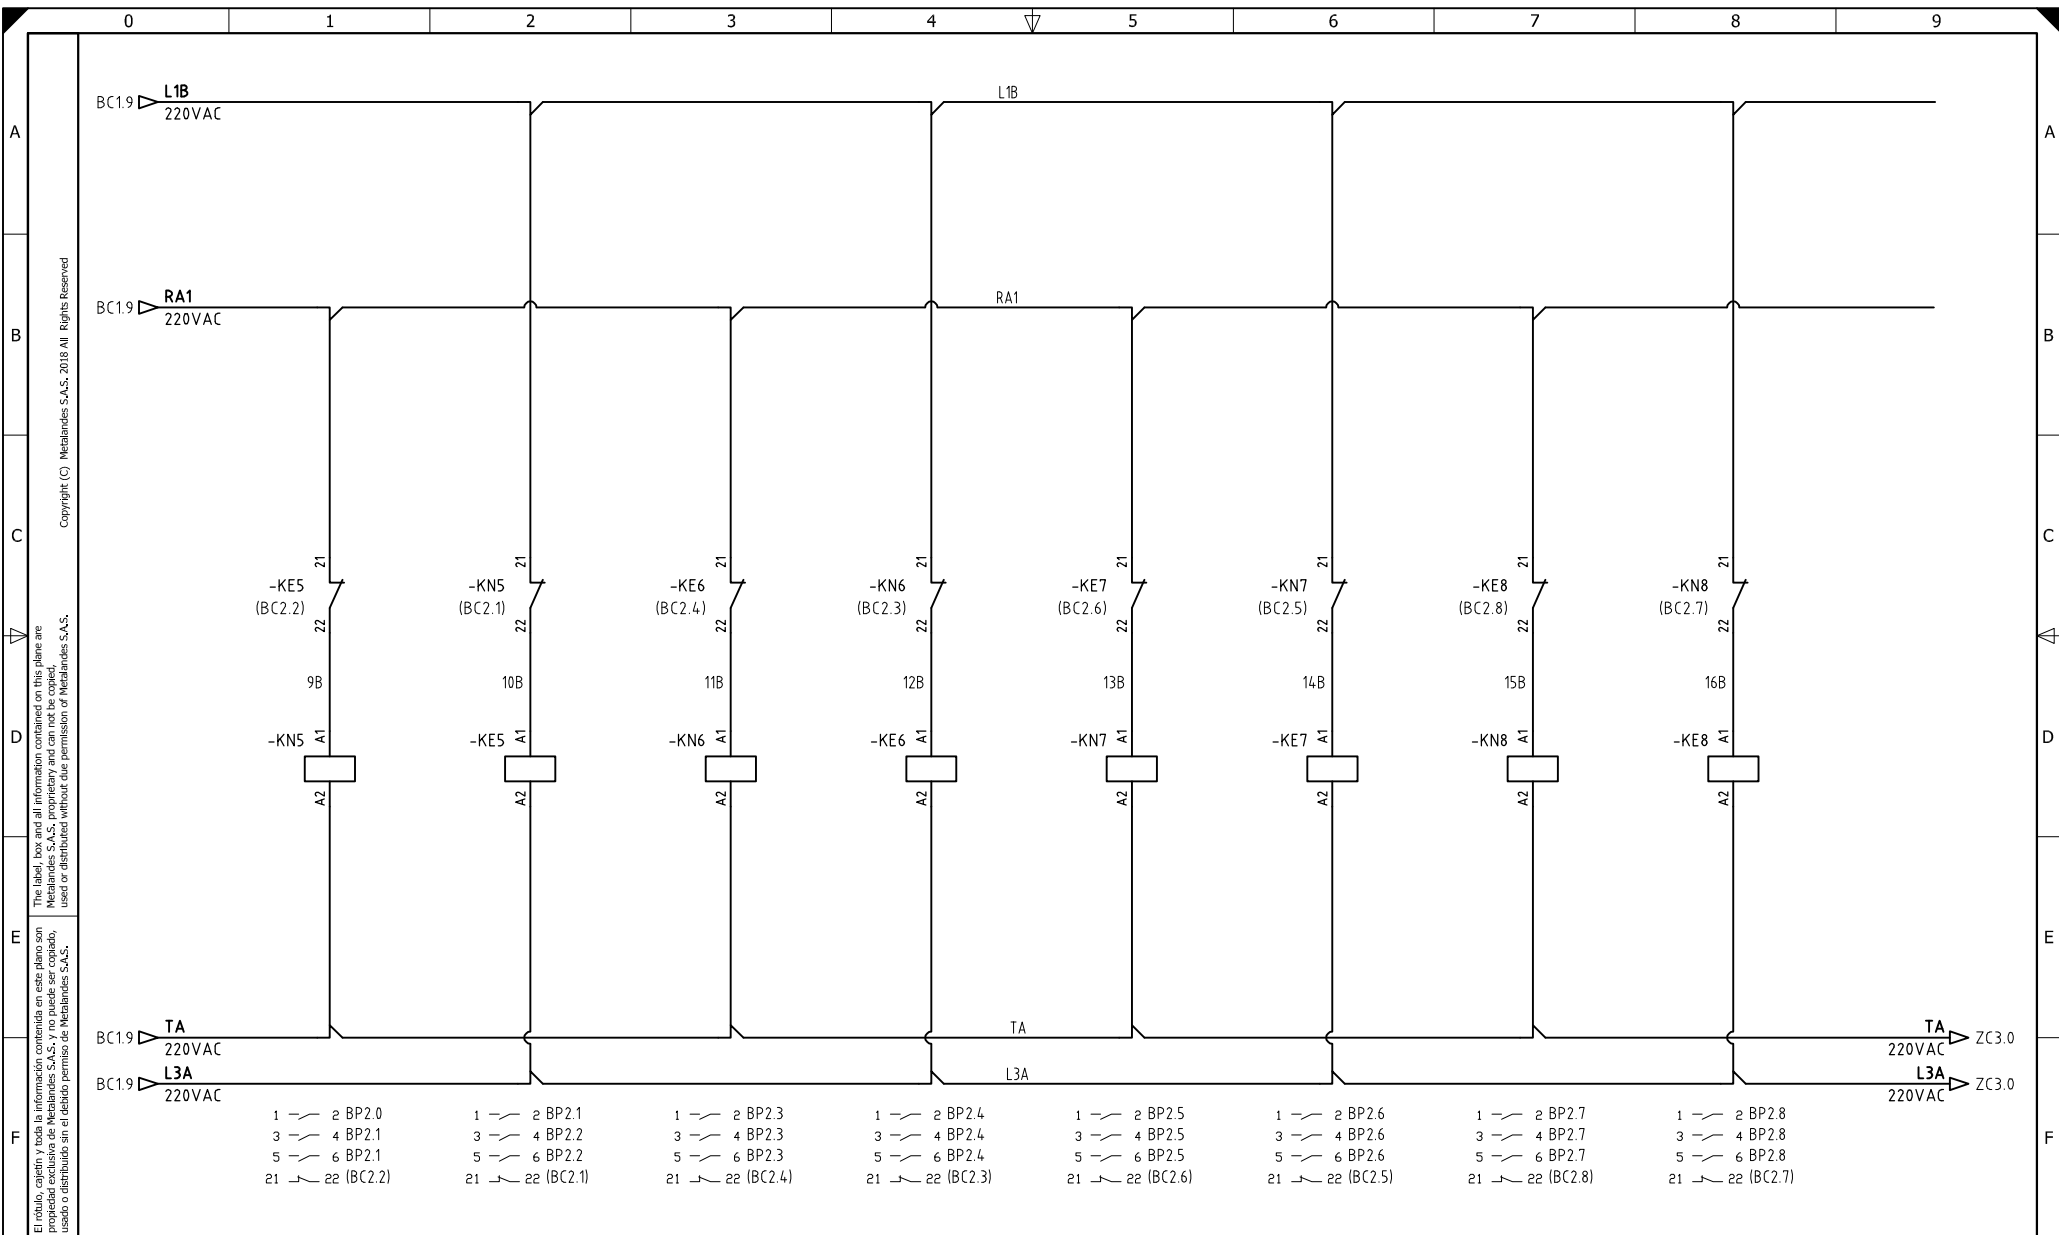 0 1 2 3 4 5 6 7 8 9
BC1.9 L1B L1B
220VAC
A A
BC1.9 RA1 RA1
220VAC
B B
C C
21 21 21 21 21 21 21 21
-KE5 -KN5 -KE6 -KN6 -KE7 -KN7 -KE8 -KN8
(BC2.2) (BC2.1) (BC2.4) (BC2.3) (BC2.6) (BC2.5) (BC2.8) (BC2.7)
22 22 22 22 22 22 22 22
9B 10B 11B 12B 13B 14B 15B 16B
D D
-KN5 A1 -KE5 A1 -KN6 A1 -KE6 A1 -KN7 A1 -KE7 A1 -KN8 A1 -KE8 A1
A2 A2 A2 A2 A2 A2 A2 A2
E E
BC1.9 TA TA TA ZC3.0
220VAC 220VAC
BC1.9 L3A L3A L3A ZC3.0
220VAC 220VAC
1 2 BP2.0 1 2 BP2.1 1 2 BP2.3 1 2 BP2.4 1 2 BP2.5 1 2 BP2.6 1 2 BP2.7 1 2 BP2.8
F 3 4 BP2.1 3 4 BP2.2 3 4 BP2.3 3 4 BP2.4 3 4 BP2.5 3 4 BP2.6 3 4 BP2.7 3 4 BP2.8 F
5 6 BP2.1 5 6 BP2.2 5 6 BP2.3 5 6 BP2.4 5 6 BP2.5 5 6 BP2.6 5 6 BP2.7 5 6 BP2.8
21 22 (BC2.2) 21 22 (BC2.1) 21 22 (BC2.4) 21 22 (BC2.3) 21 22 (BC2.6) 21 22 (BC2.5) 21 22 (BC2.8) 21 22 (BC2.7)
The label, box and all information contained on this plane are
Metalandes S.A.S. proprietary and can not be copied,
used or distributed without due permission of Metalandes S.A.S.
Copyright (C) Metalandes S.A.S. 2018 All Rights Reserved
El rótulo, cajetín y toda la información contenida en este plano son
propiedad exclusiva de Metalandes S.A.S. y no puede ser copiado,
usado o distribuido sin el debido permiso de Metalandes S.A.S.